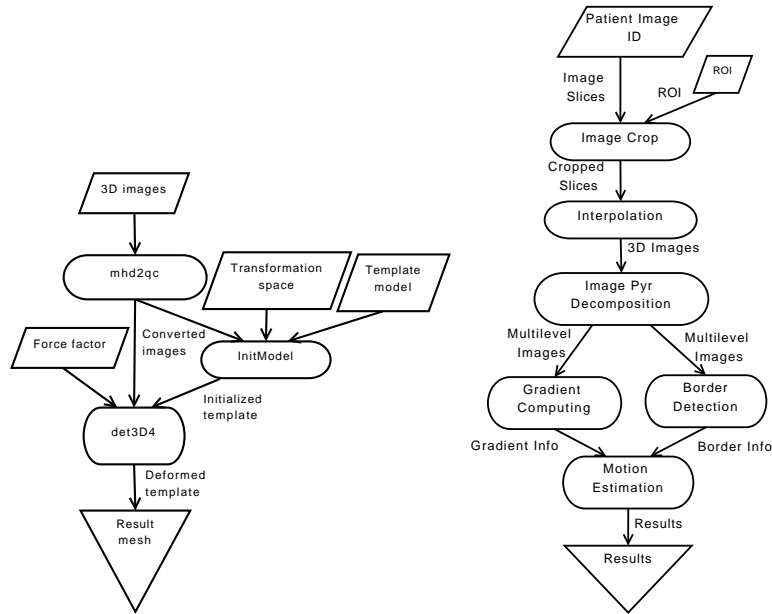 3D images
mhd2qc
Transformation
space
Template
model
Force factor
Converted
images
InitModel
Initialized
template
det3D4
Deformed
template
Result
mesh
Patient Image
ID
Image
Slices
ROI
ROI
Image Crop
Cropped
Slices
Interpolation
3D Images
Image Pyr
Decomposition
Multilevel
Images
Multilevel
Images
Gradient
Computing
Border
Detection
Gradient Info
Border Info
Motion
Estimation
Results
Results